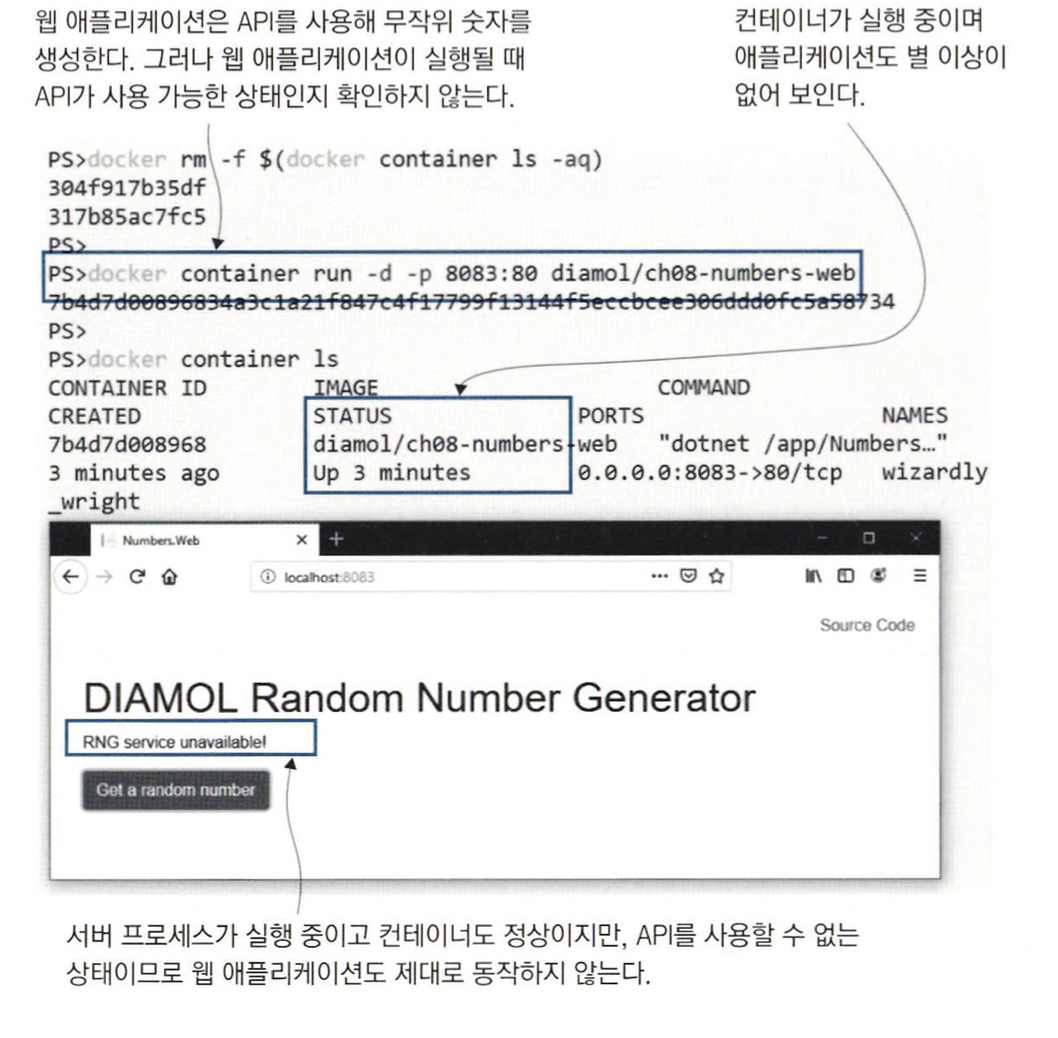 웹 애플리케이션은 API를 사용해 무작위 숫자를
생성한다. 그러나 웹 애플리케이션이 실행될 때
API가 사용 가능한 상태인지 확인하지 않는다.
컨테이너가 실행 중이며
애플리케이션도 별 이상이
없어 보인다.
PS>docker rm -f $(docker container ls -aq)
304f917b35df
317b85ac7fc5
PS>
PS>docker container run -d -p 8083:80 diamol/ch08-numbers-web
7b4d7d00896834a3c1a21f847c4f17799f13144f5eccbcee306ddd0fc5a58734
PS>
PS>docker container ls
CONTAINER ID IMAGE COMMAND
CREATED STATUS PORTS NAMES
7b4d7d008968 diamol/ch08-numbers-web "dotnet /app/Numbers…"
3 minutes ago Up 3 minutes 0.0.0.0:8083->80/tcp wizardly
_wright
Numbers.Web
localhost:8083
Source Code
DIAMOL Random Number Generator
RNG service unavailable!
Get a random number
서버 프로세스가 실행 중이고 컨테이너도 정상이지만, API를 사용할 수 없는
상태이므로 웹 애플리케이션도 제대로 동작하지 않는다.